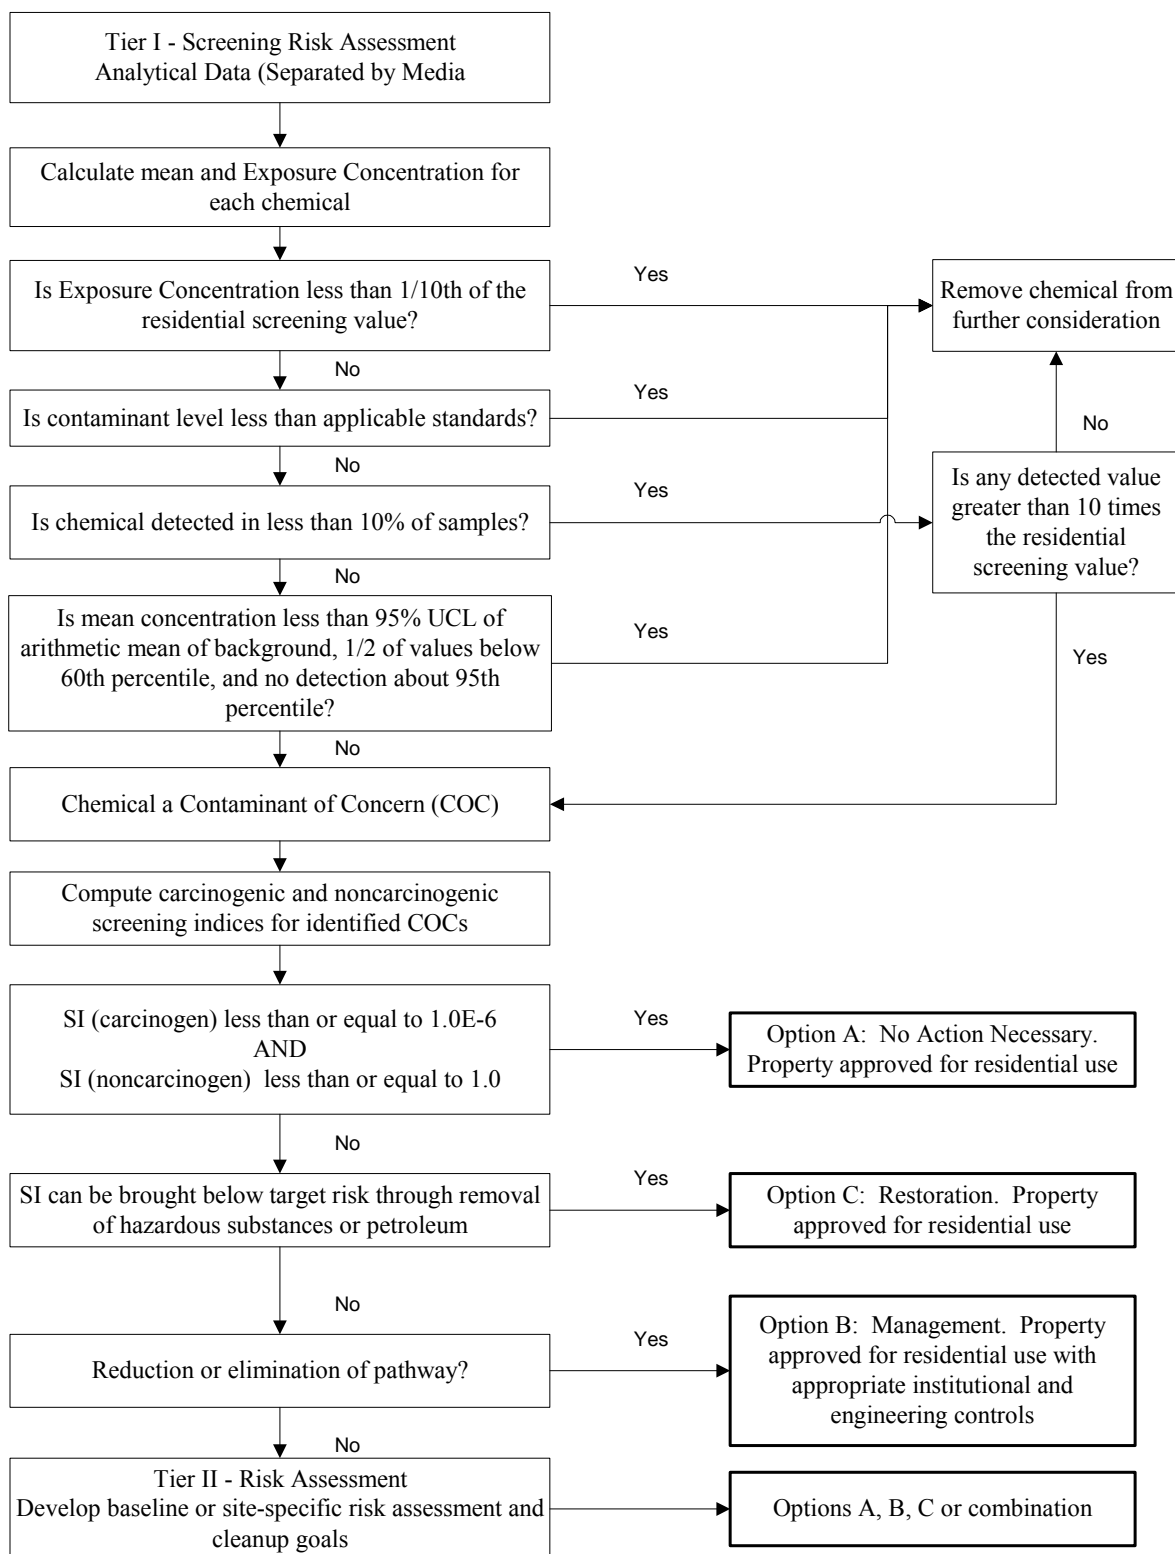 Tier I - Screening Risk Assessment
Analytical Data (Separated by Media
Calculate mean and Exposure Concentration for
each chemical
Is Exposure Concentration less than 1/10th of the
residential screening value?
Yes
Remove chemical from
further consideration
No
Is contaminant level less than applicable standards?
Yes
No
No
Is chemical detected in less than 10% of samples?
Yes
Is any detected value
greater than 10 times
the residential
screening value?
No
Is mean concentration less than 95% UCL of
arithmetic mean of background, 1/2 of values below
60th percentile, and no detection about 95th
percentile?
Yes
Yes
No
Chemical a Contaminant of Concern (COC)
Compute carcinogenic and noncarcinogenic
screening indices for identified COCs
SI (carcinogen) less than or equal to 1.0E-6
AND
SI (noncarcinogen) less than or equal to 1.0
Yes
Option A: No Action Necessary.
Property approved for residential use
No
SI can be brought below target risk through removal
of hazardous substances or petroleum
Yes
Option C: Restoration. Property
approved for residential use
No
Reduction or elimination of pathway?
Yes
Option B: Management. Property
approved for residential use with
appropriate institutional and
engineering controls
No
Tier II - Risk Assessment
Develop baseline or site-specific risk assessment and
cleanup goals
Options A, B, C or combination